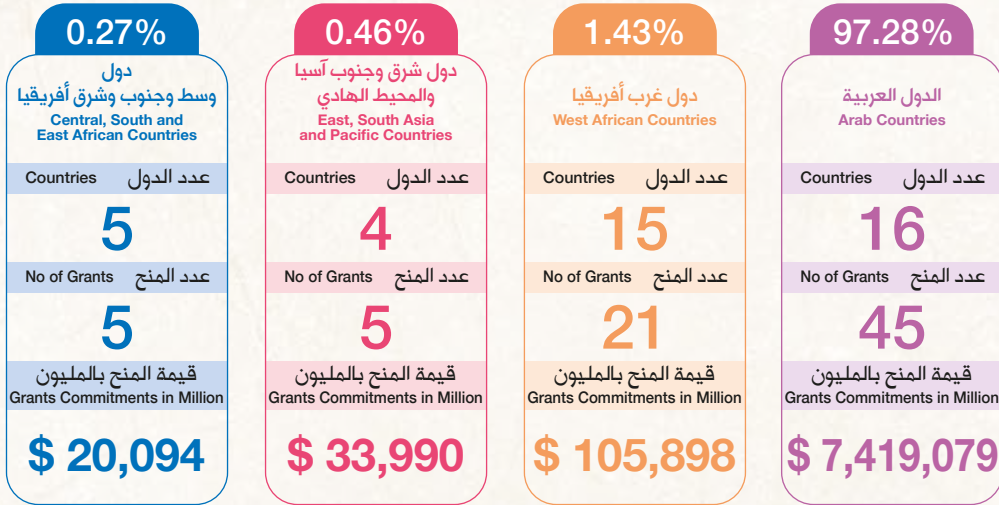 0.27%
دول
وسط وجنوب وشرق أفريقيا
Central, South and
East African Countries
Countries عدد الدول
5
No of Grants عدد المنح
5
قيمة المنح بالمليون
Grants Commitments in Million
$ 20,094
0.46%
دول شرق وجنوب آسيا
والمحيط الهادي
East, South Asia
and Pacific Countries
Countries عدد الدول
4
No of Grants عدد المنح
5
قيمة المنح بالمليون
Grants Commitments in Million
$ 33,990
1.43%
دول غرب أفريقيا
West African Countries
Countries عدد الدول
15
No of Grants عدد المنح
21
قيمة المنح بالمليون
Grants Commitments in Million
$ 105,898
97.28%
الدول العربية
Arab Countries
Countries عدد الدول
16
No of Grants عدد المنح
45
قيمة المنح بالمليون
Grants Commitments in Million
$ 7,419,079